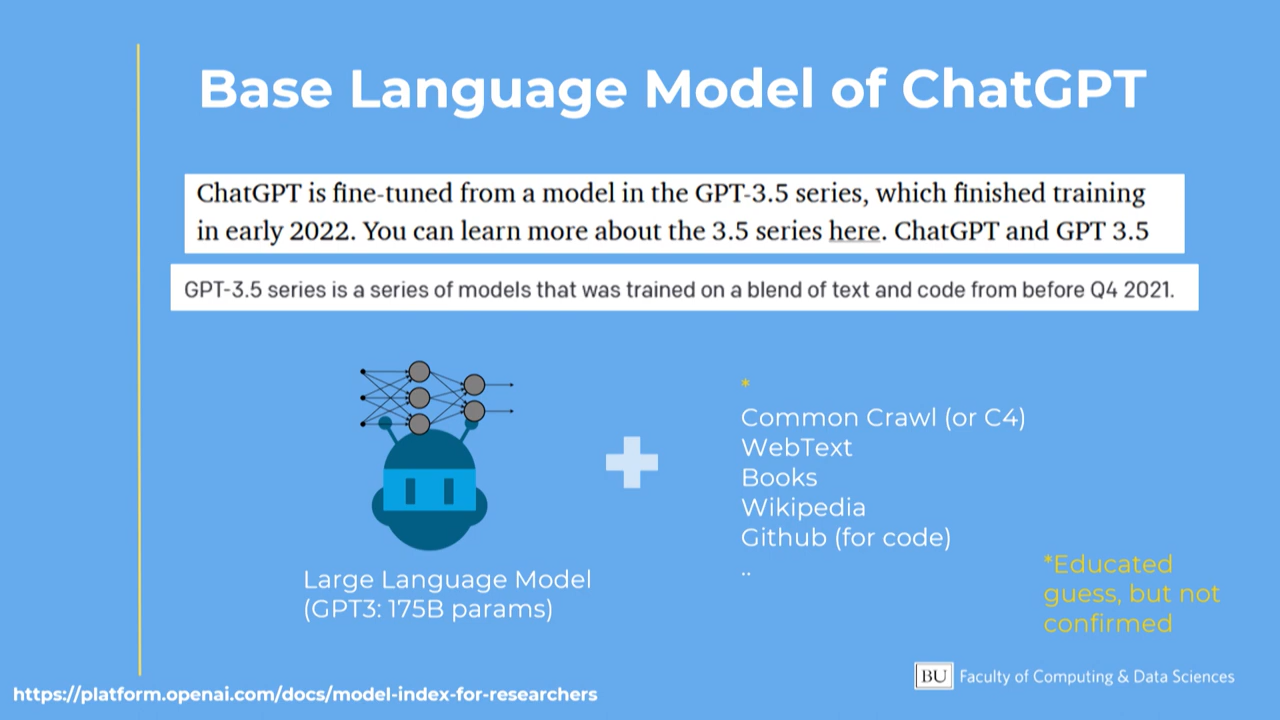 Base Language Model of ChatGPT
ChatGPT is fine-tuned from a model in the GPT-3.5 series, which finished training
in early 2022. You can learn more about the 3.5 series here. ChatGPT and GPT 3.5
GPT-3.5 series is a series of models that was trained on a blend of text and code from before Q4 2021.
*
Common Crawl (or C4)
WebText
Books
Wikipedia
Github (for code)
..
Large Language Model
(GPT3: 175B params)
*Educated
guess, but not
confirmed
BU Faculty of Computing & Data Sciences
https://platform.openai.com/docs/model-index-for-researchers